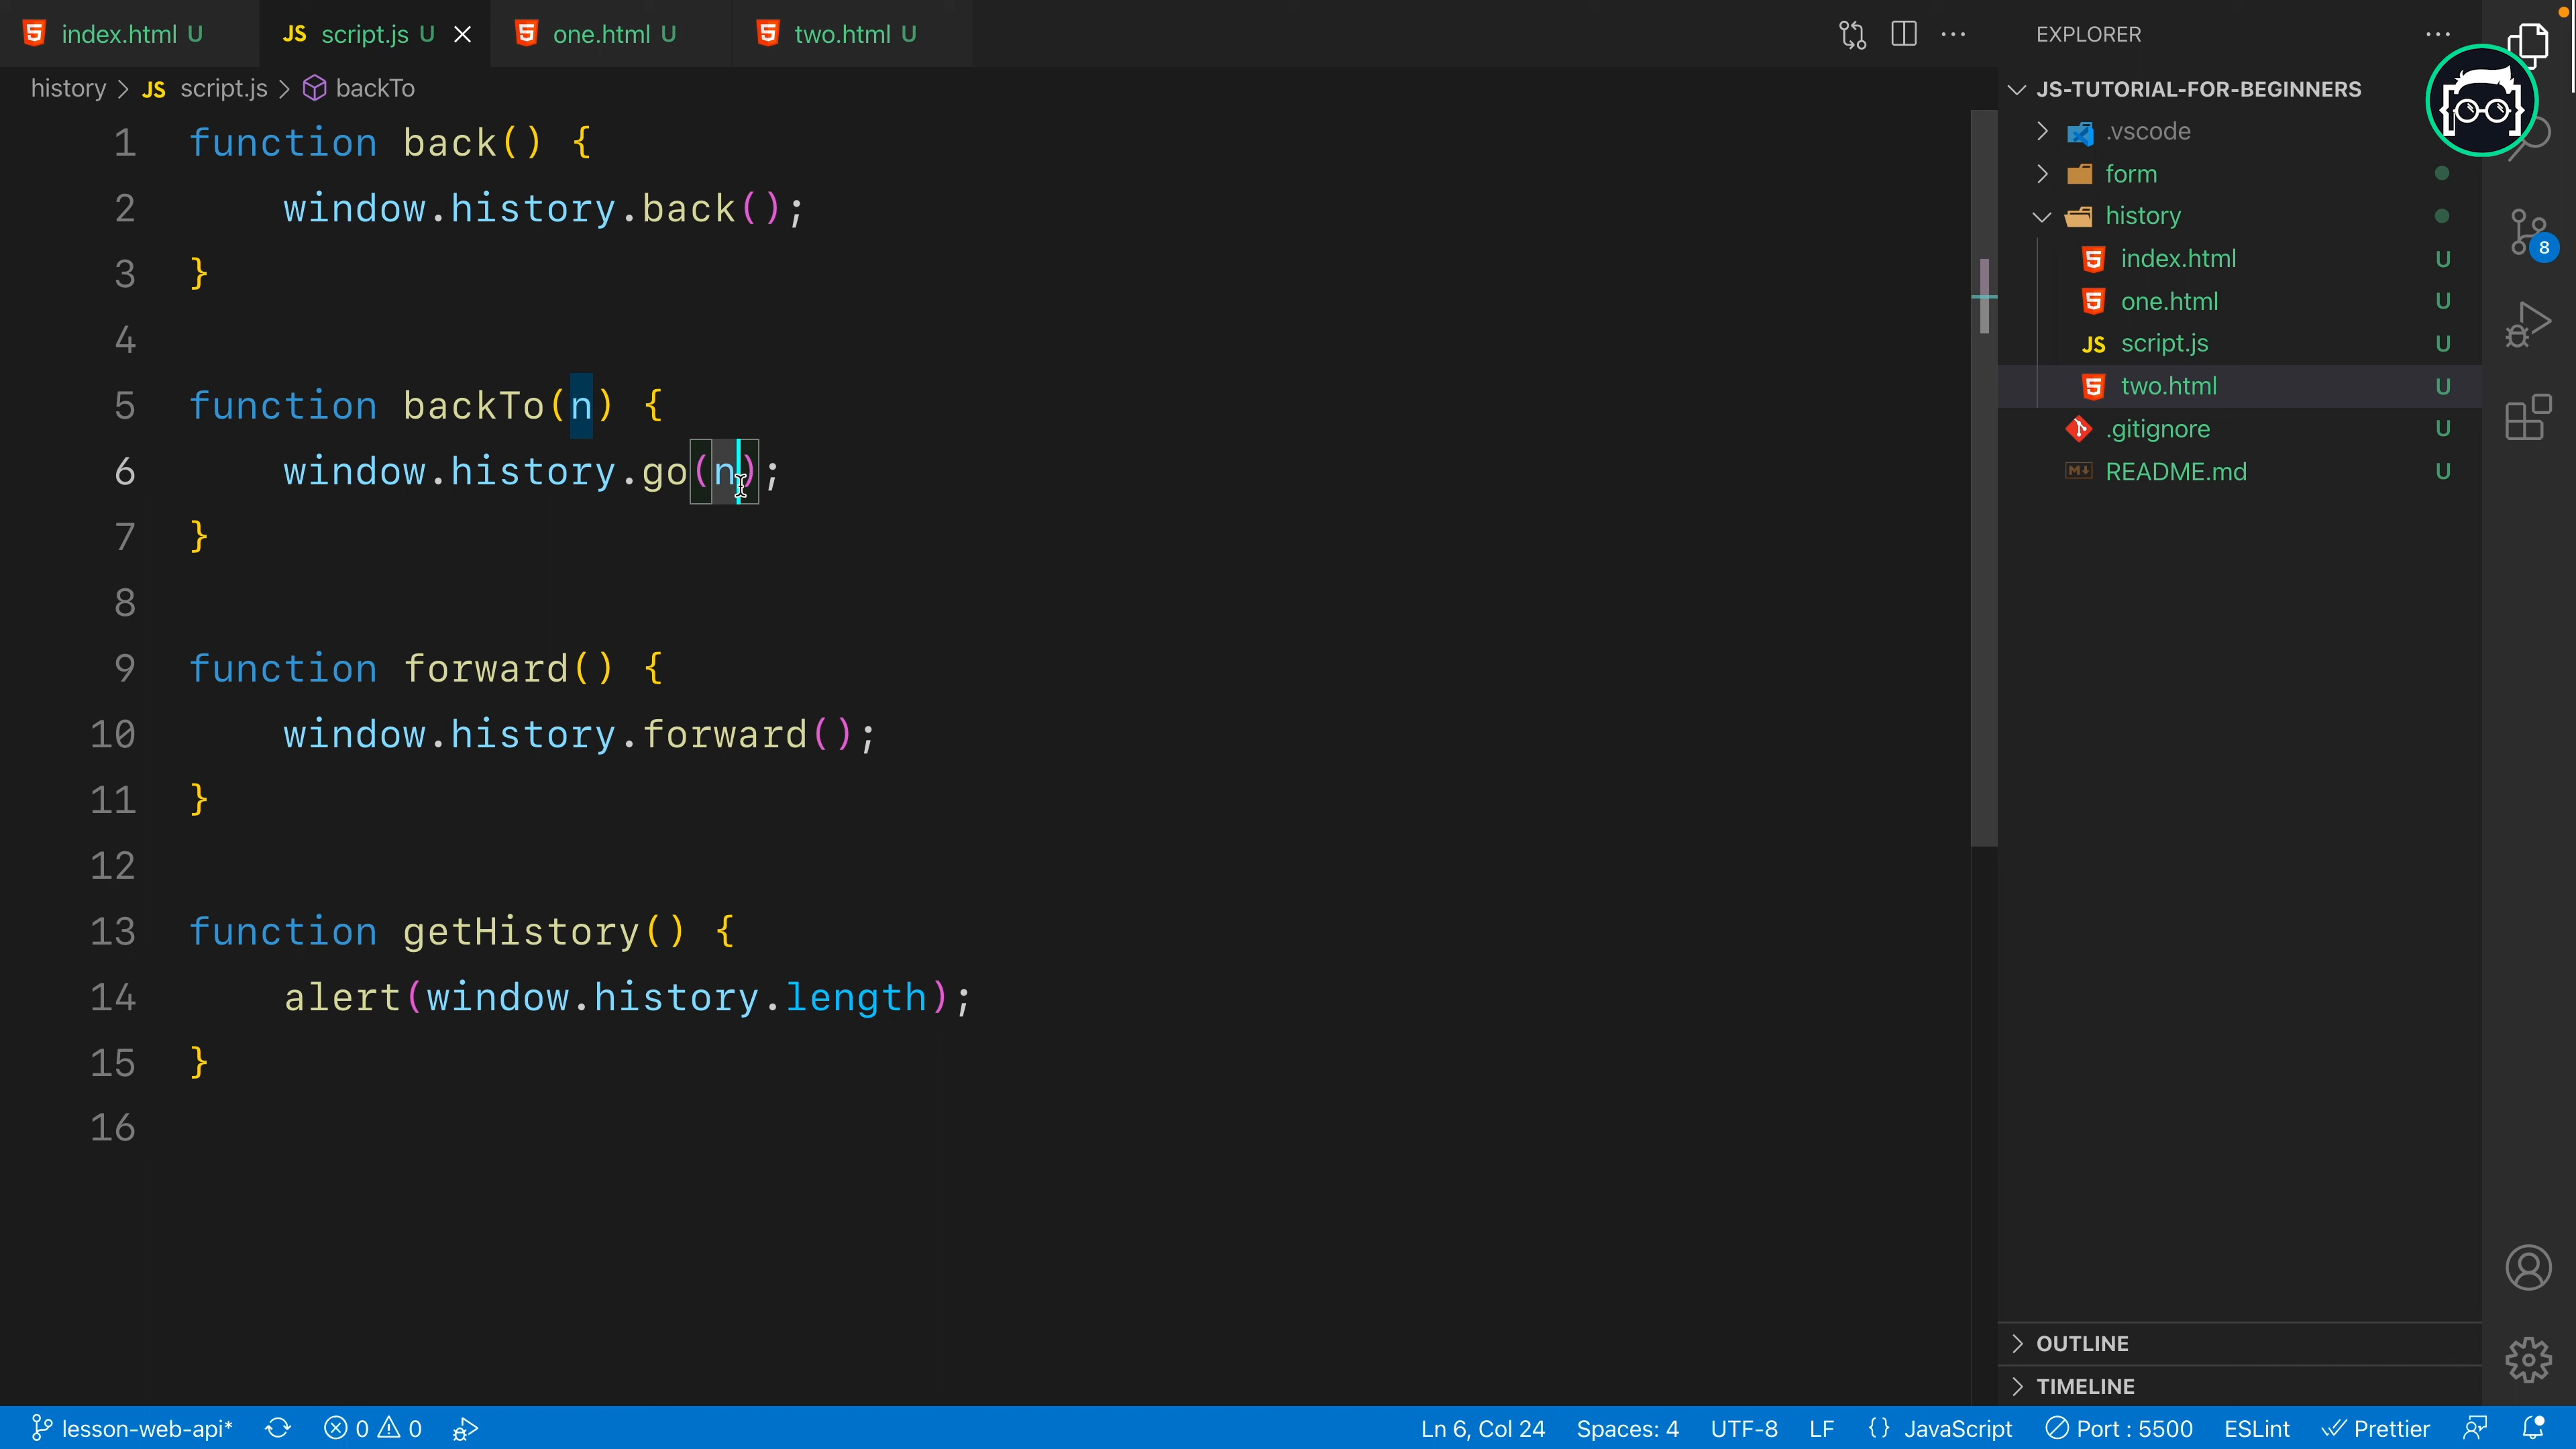 index.html U
JS script.js U
one.html U
two.html U
EXPLORER
history > JS script.js > backTo
JS-TUTORIAL-FOR-BEGINNERS
.vscode
form
history
index.html U
one.html U
JS script.js U
two.html U
.gitignore U
M↓ README.md U
8
1 function back() {
2 window.history.back();
3 }
4
5 function backTo(n) {
6 window.history.go(n);
7 }
8
9 function forward() {
10 window.history.forward();
11 }
12
13 function getHistory() {
14 alert(window.history.length);
15 }
16
OUTLINE
TIMELINE
lesson-web-api* 0 0 Ln 6, Col 24 Spaces: 4 UTF-8 LF {} JavaScript Port : 5500 ESLint Prettier